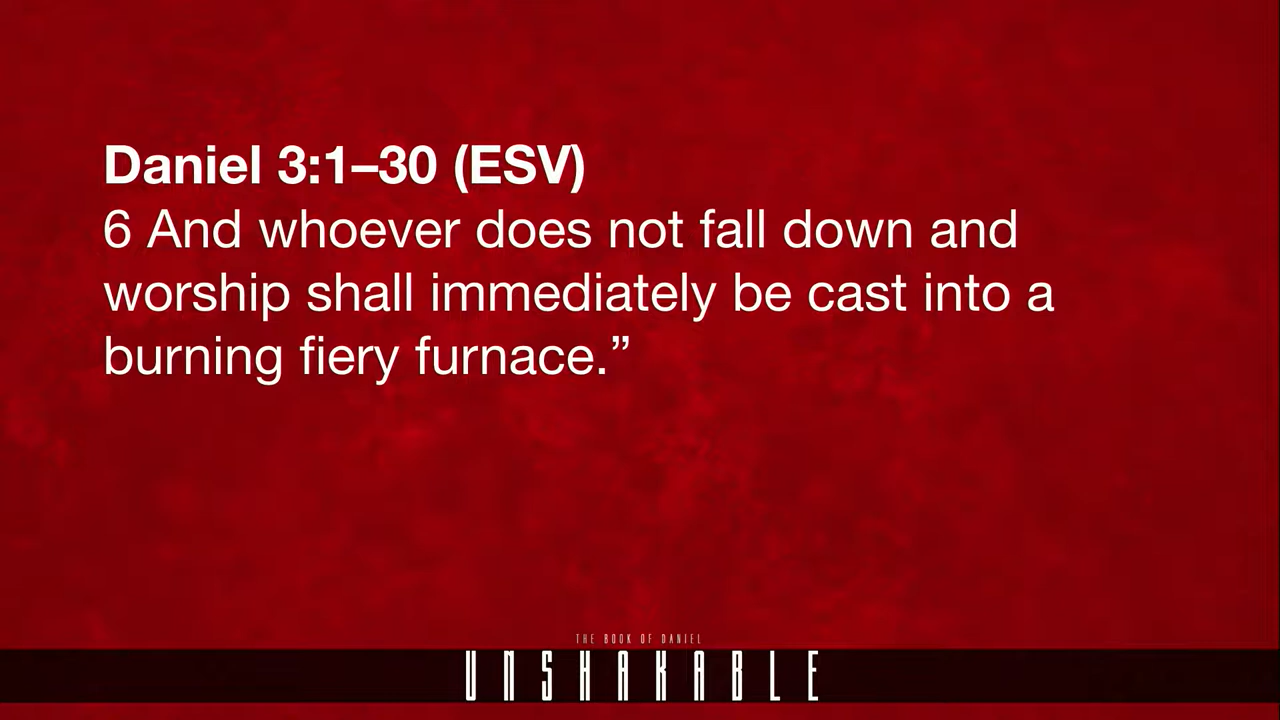 Daniel 3:1–30 (ESV)
6 And whoever does not fall down and
worship shall immediately be cast into a
burning fiery furnace.”
THE BOOK OF DANIEL
UNSHAKABLE